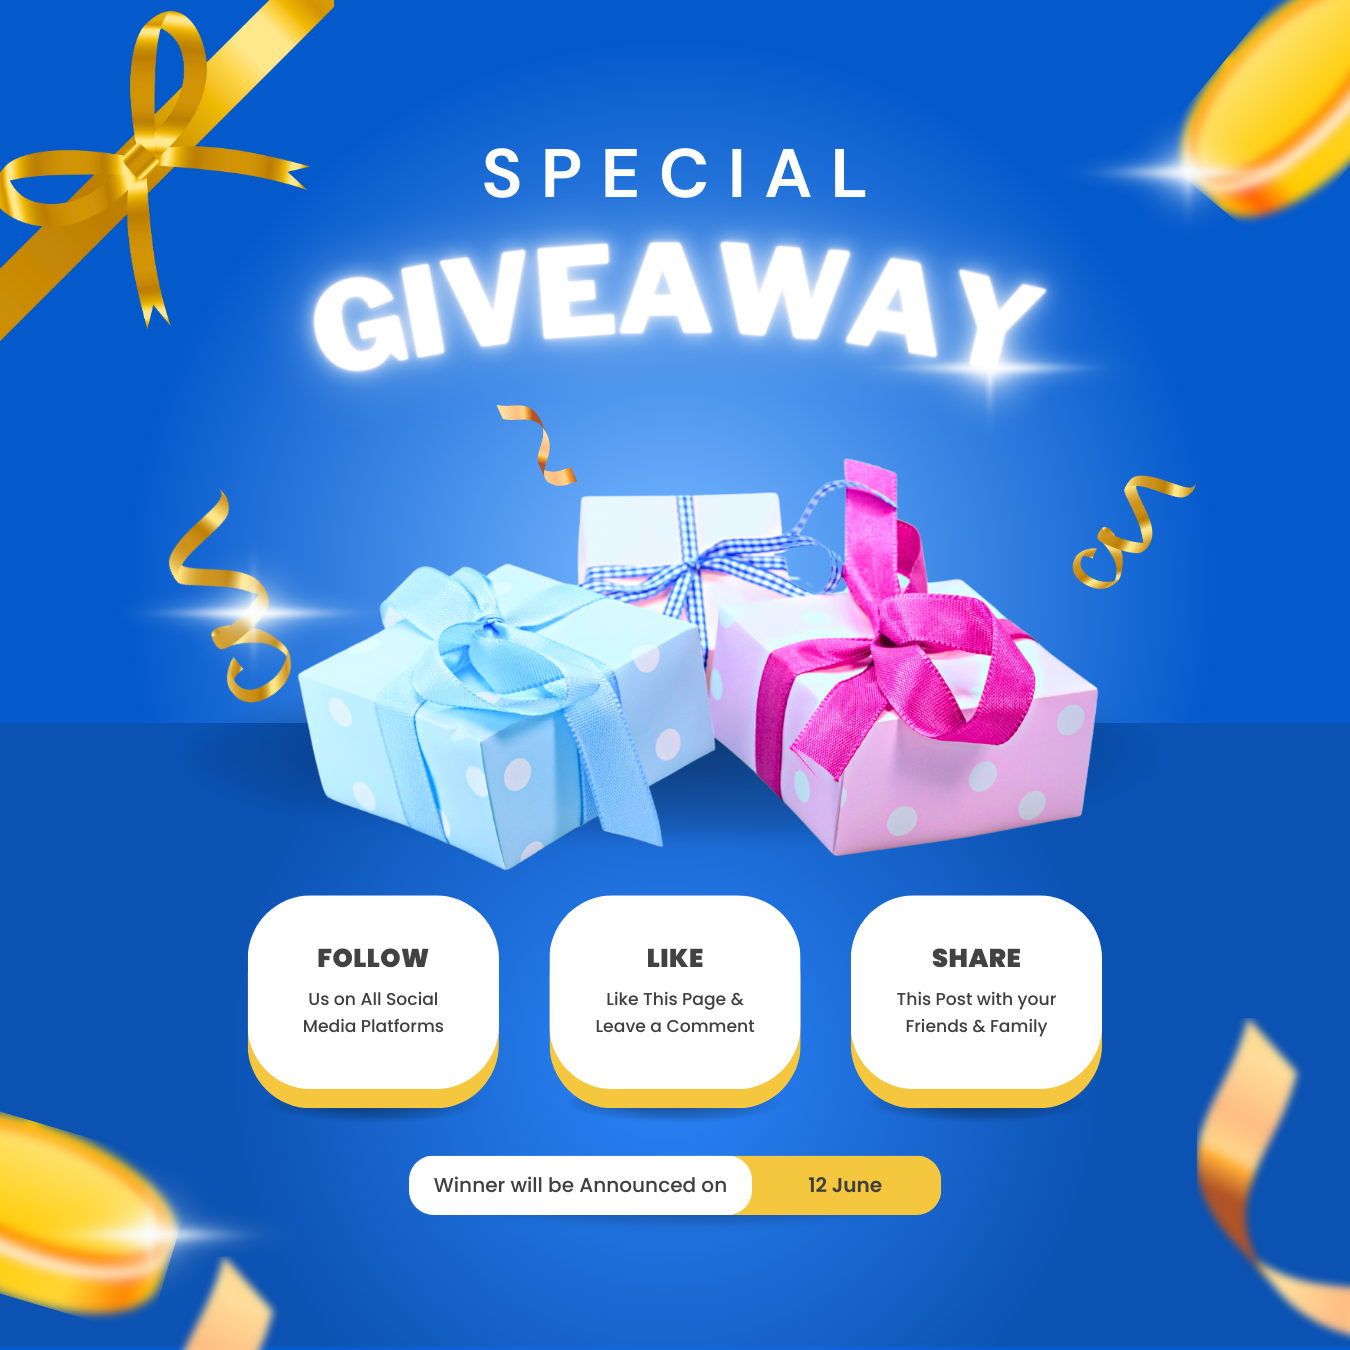 SPECIAL
GIVEAWAY
FOLLOW
Us on All Social
Media Platforms
LIKE
Like This Page &
Leave a Comment
SHARE
This Post with your
Friends & Family
Winner will be Announced on
12 June